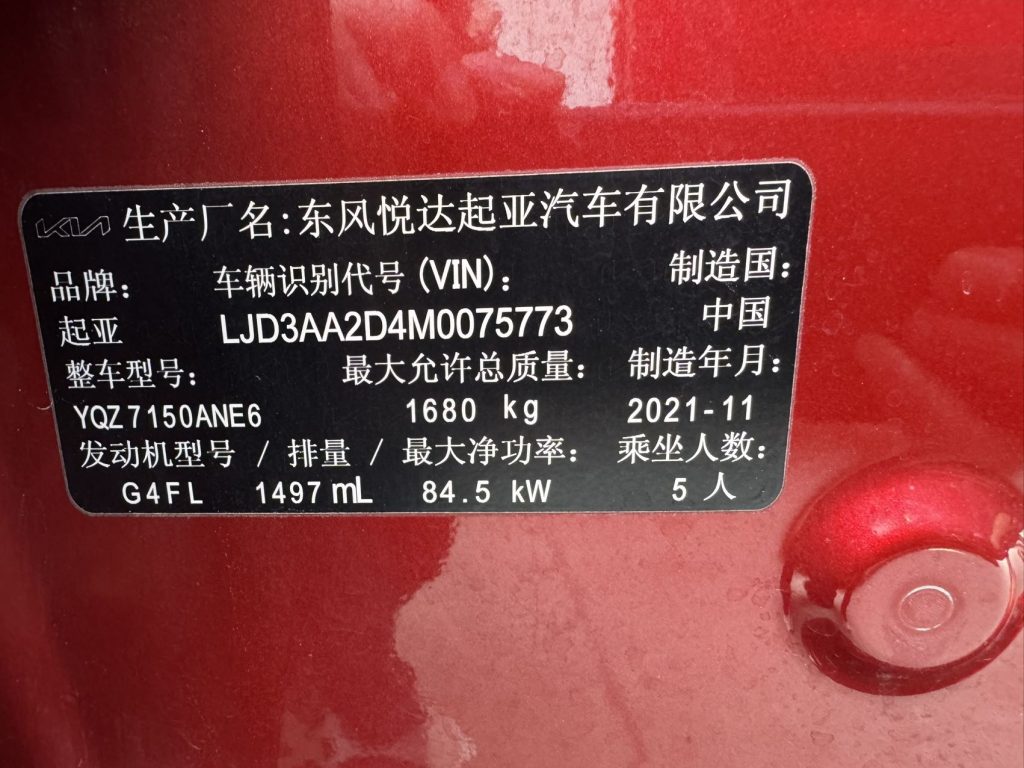 KIA 生产厂名:东风悦达起亚汽车有限公司
品牌: 车辆识别代号(VIN): 制造国:
起亚 LJD3AA2D4M0075773 中国
整车型号: 最大允许总质量: 制造年月:
YQZ7150ANE6 1680 kg 2021-11
发动机型号 / 排量 / 最大净功率: 乘坐人数:
G4FL 1497 mL 84.5 kW 5 人